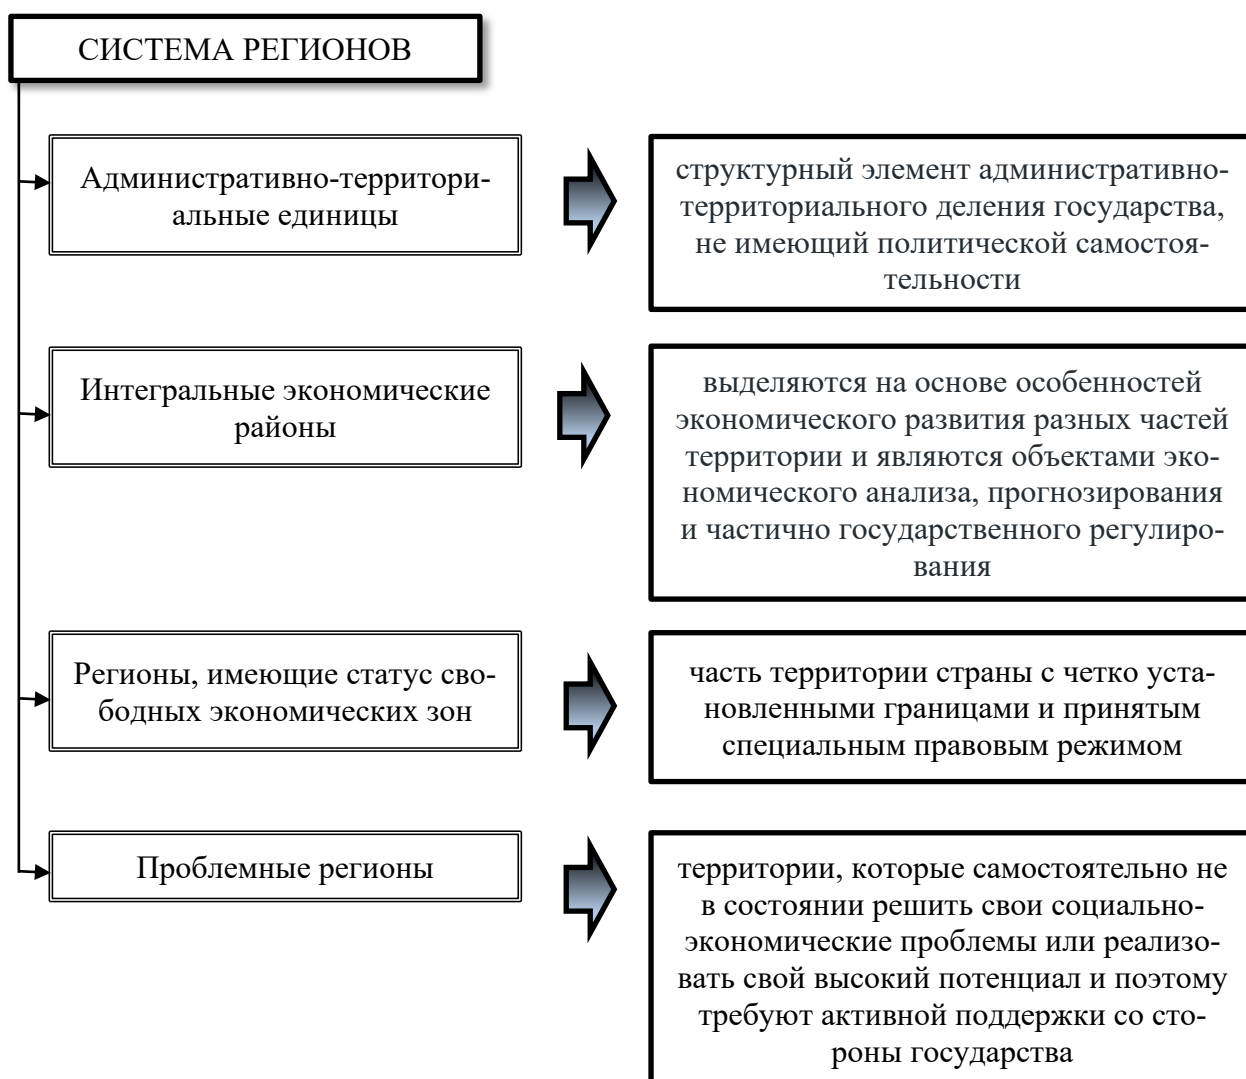 СИСТЕМА РЕГИОНОВ
Административно-территори-
альные единицы
структурный элемент административно-
территориального деления государства,
не имеющий политической самостоя-
тельности
Интегральные экономические
районы
выделяются на основе особенностей
экономического развития разных частей
территории и являются объектами эко-
номического анализа, прогнозирования
и частично государственного регулиро-
вания
Регионы, имеющие статус сво-
бодных экономических зон
часть территории страны с четко уста-
новленными границами и принятым
специальным правовым режимом
Проблемные регионы
территории, которые самостоятельно не
в состоянии решить свои социально-
экономические проблемы или реализо-
вать свой высокий потенциал и поэтому
требуют активной поддержки со сто-
роны государства